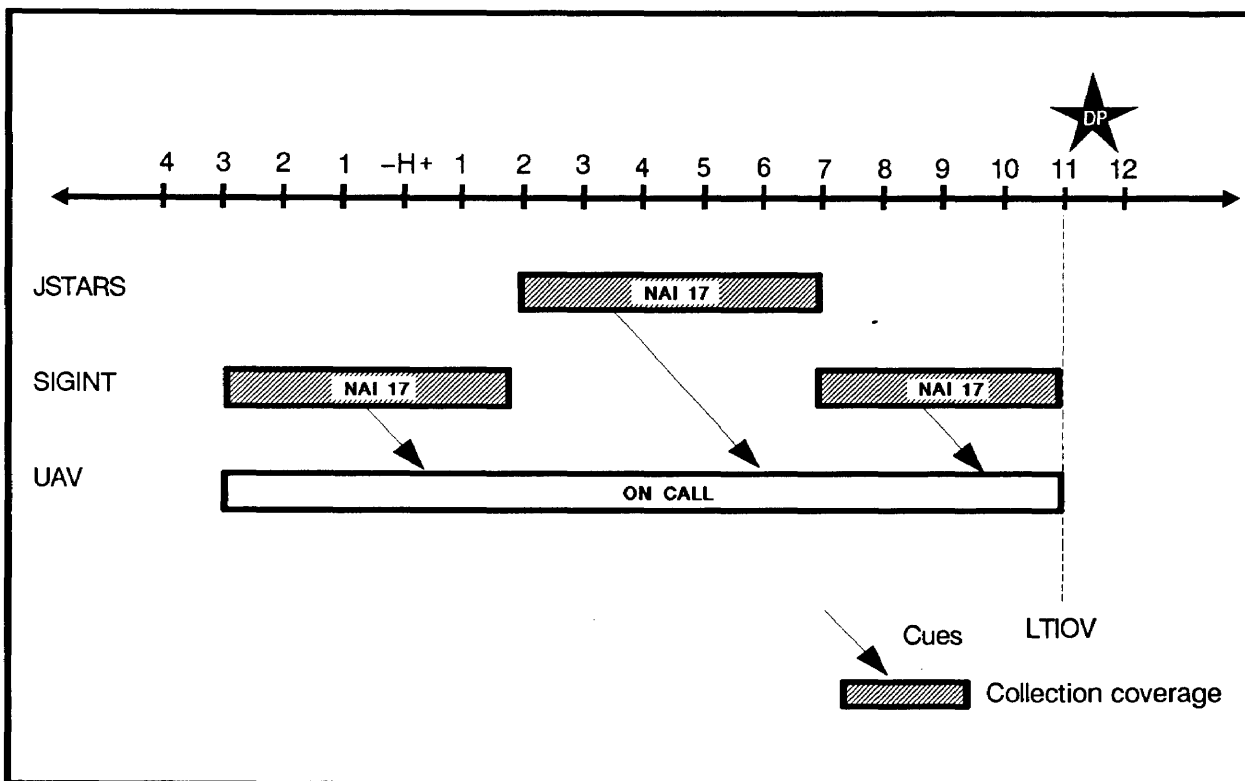 DP
4 3 2 1 –H+ 1 2 3 4 5 6 7 8 9 10 11 12
JSTARS NAI 17
SIGINT NAI 17 NAI 17
UAV ON CALL
Cues LTIOV
Collection coverage